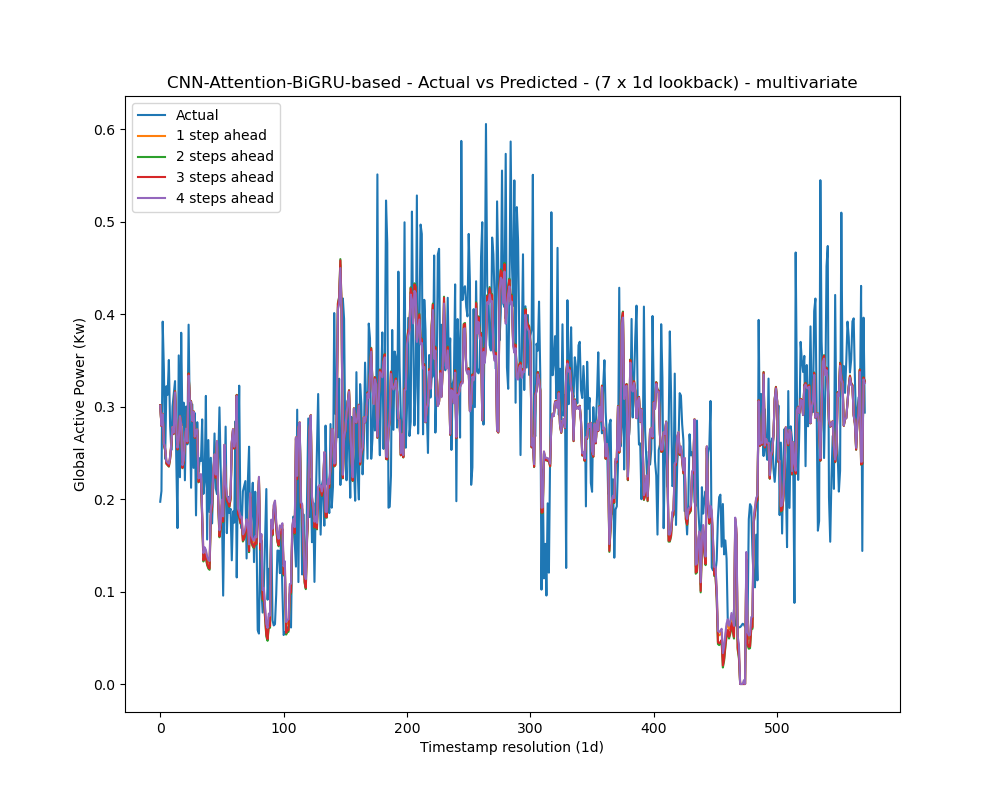 CNN-Attention-BiGRU-based - Actual vs Predicted - (7 x 1d lookback) - multivariate
Actual
1 step ahead
2 steps ahead
3 steps ahead
4 steps ahead
0.6
0.5
0.4
0.3
0.2
0.1
0.0
Global Active Power (Kw)
0 100 200 300 400 500
Timestamp resolution (1d)